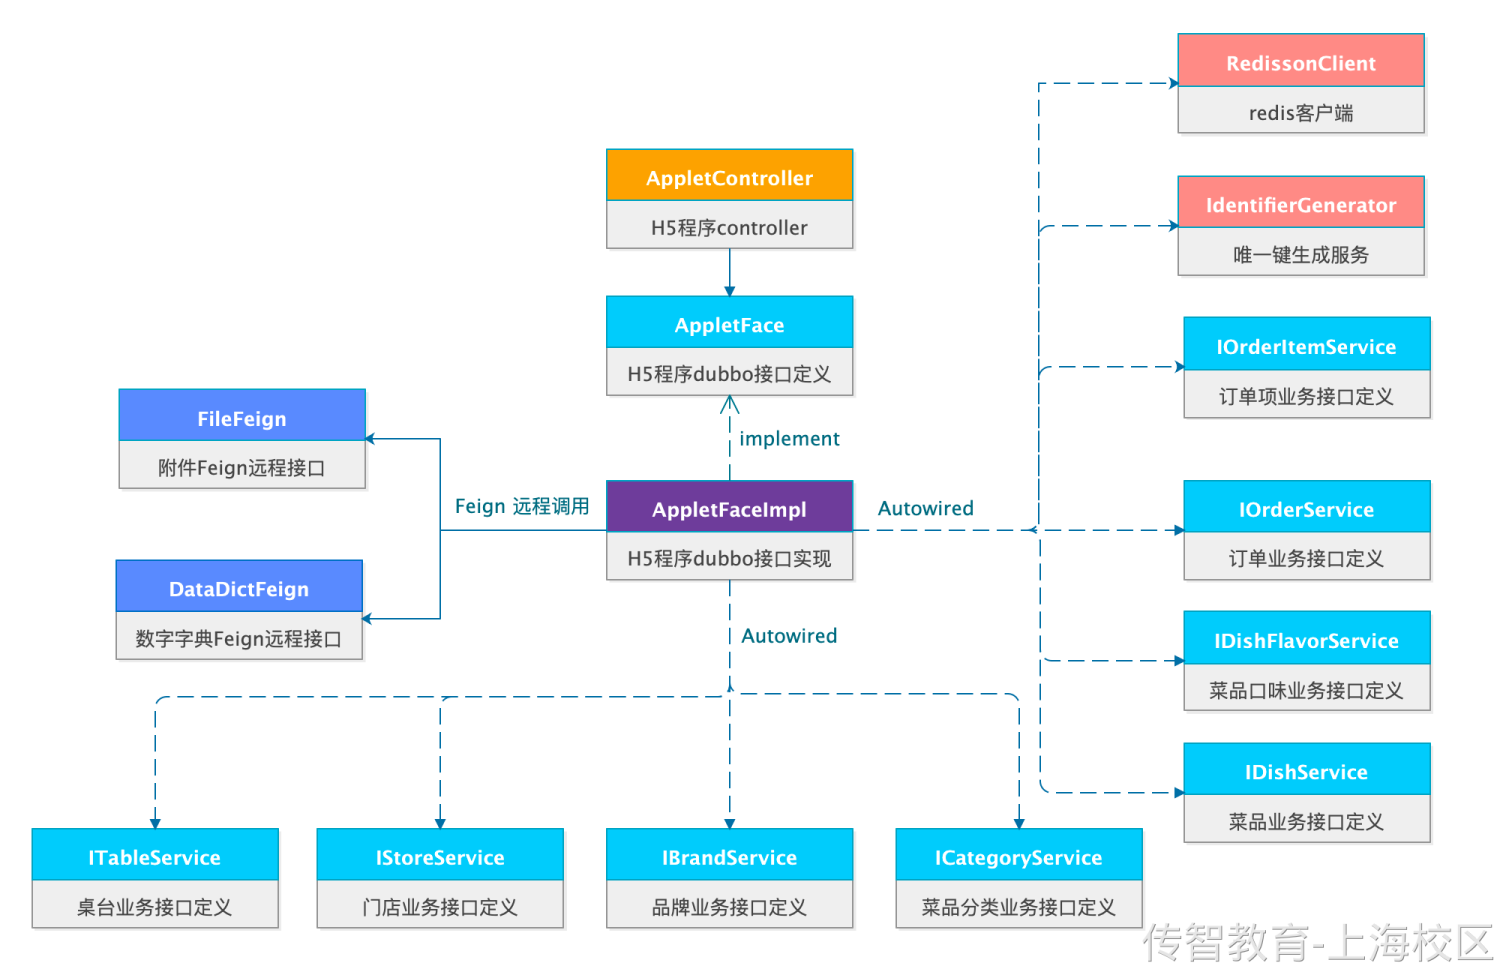 RedissonClient
redis客户端
AppletController
H5程序controller
IdentifierGenerator
唯一键生成服务
AppletFace
H5程序dubbo接口定义
IOrderItemService
订单项业务接口定义
FileFeign
附件Feign远程接口
implement
Feign 远程调用
AppletFaceImpl
H5程序dubbo接口实现
Autowired
IOrderService
订单业务接口定义
DataDictFeign
数字字典Feign远程接口
Autowired
IDishFlavorService
菜品口味业务接口定义
IDishService
菜品业务接口定义
ITableService
桌台业务接口定义
IStoreService
门店业务接口定义
IBrandService
品牌业务接口定义
ICategoryService
菜品分类业务接口定义
传智教育-上海校区